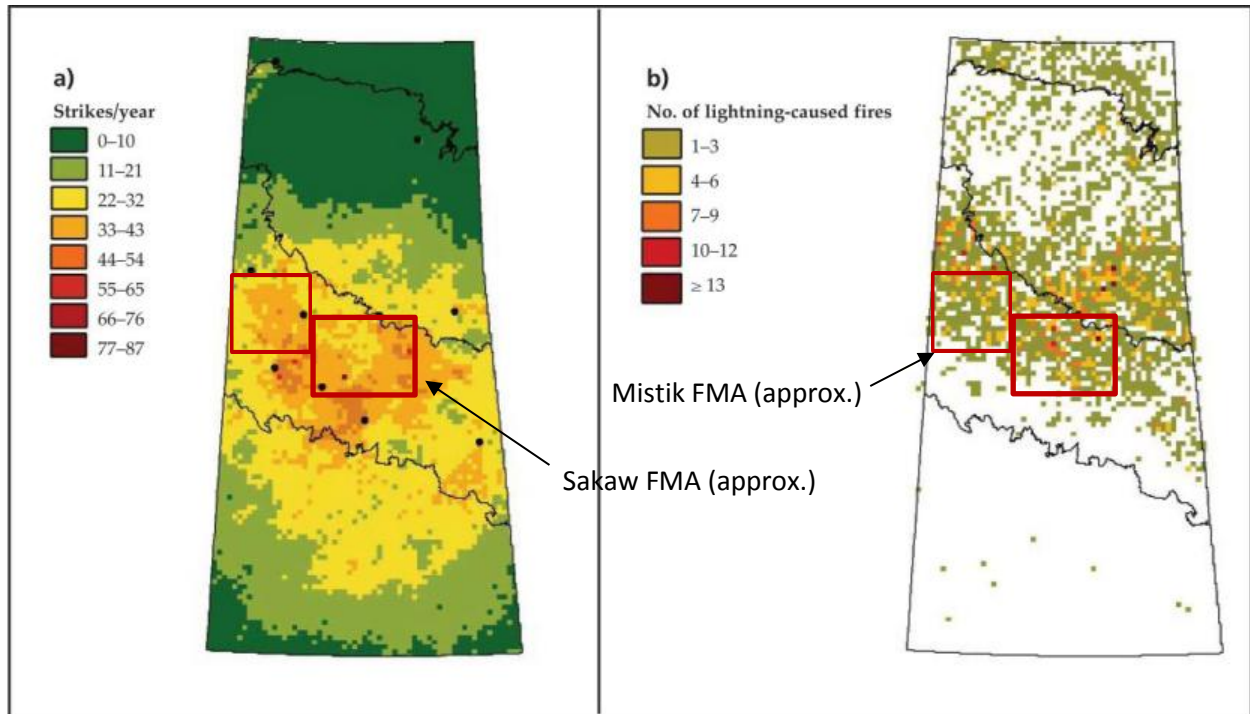 a)
Strikes/year
0–10
11–21
22–32
33–43
44–54
55–65
66–76
77–87
b)
No. of lightning-caused fires
1–3
4–6
7–9
10–12
≥ 13
Mistik FMA (approx.)
Sakaw FMA (approx.)